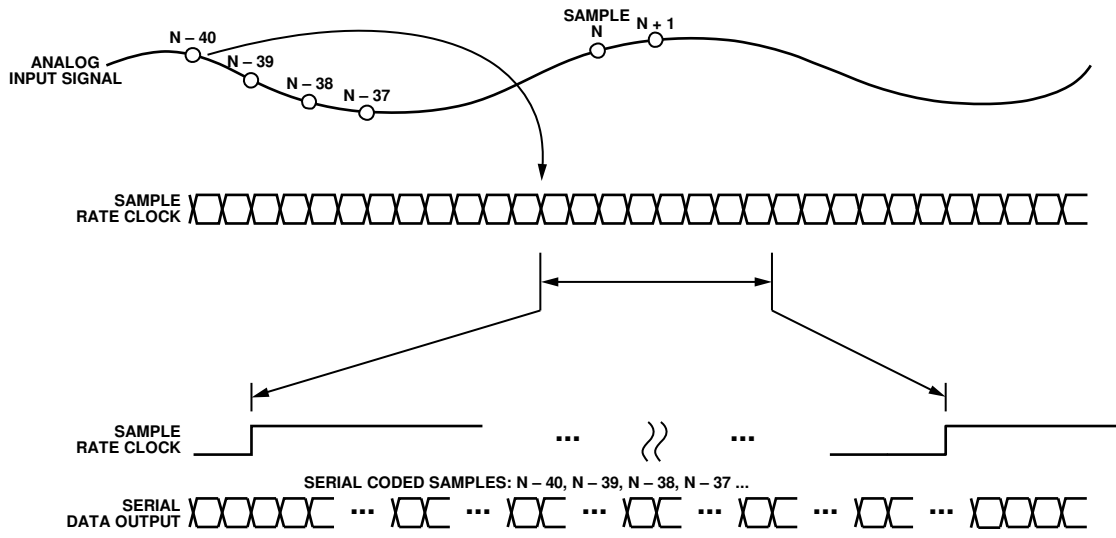 SAMPLE
N
N + 1
N – 40
N – 39
N – 38
N – 37
ANALOG
INPUT SIGNAL
SAMPLE
RATE CLOCK
SAMPLE
RATE CLOCK
...
...
SERIAL CODED SAMPLES: N – 40, N – 39, N – 38, N – 37 ...
SERIAL
DATA OUTPUT
... ... ... ... ... ...